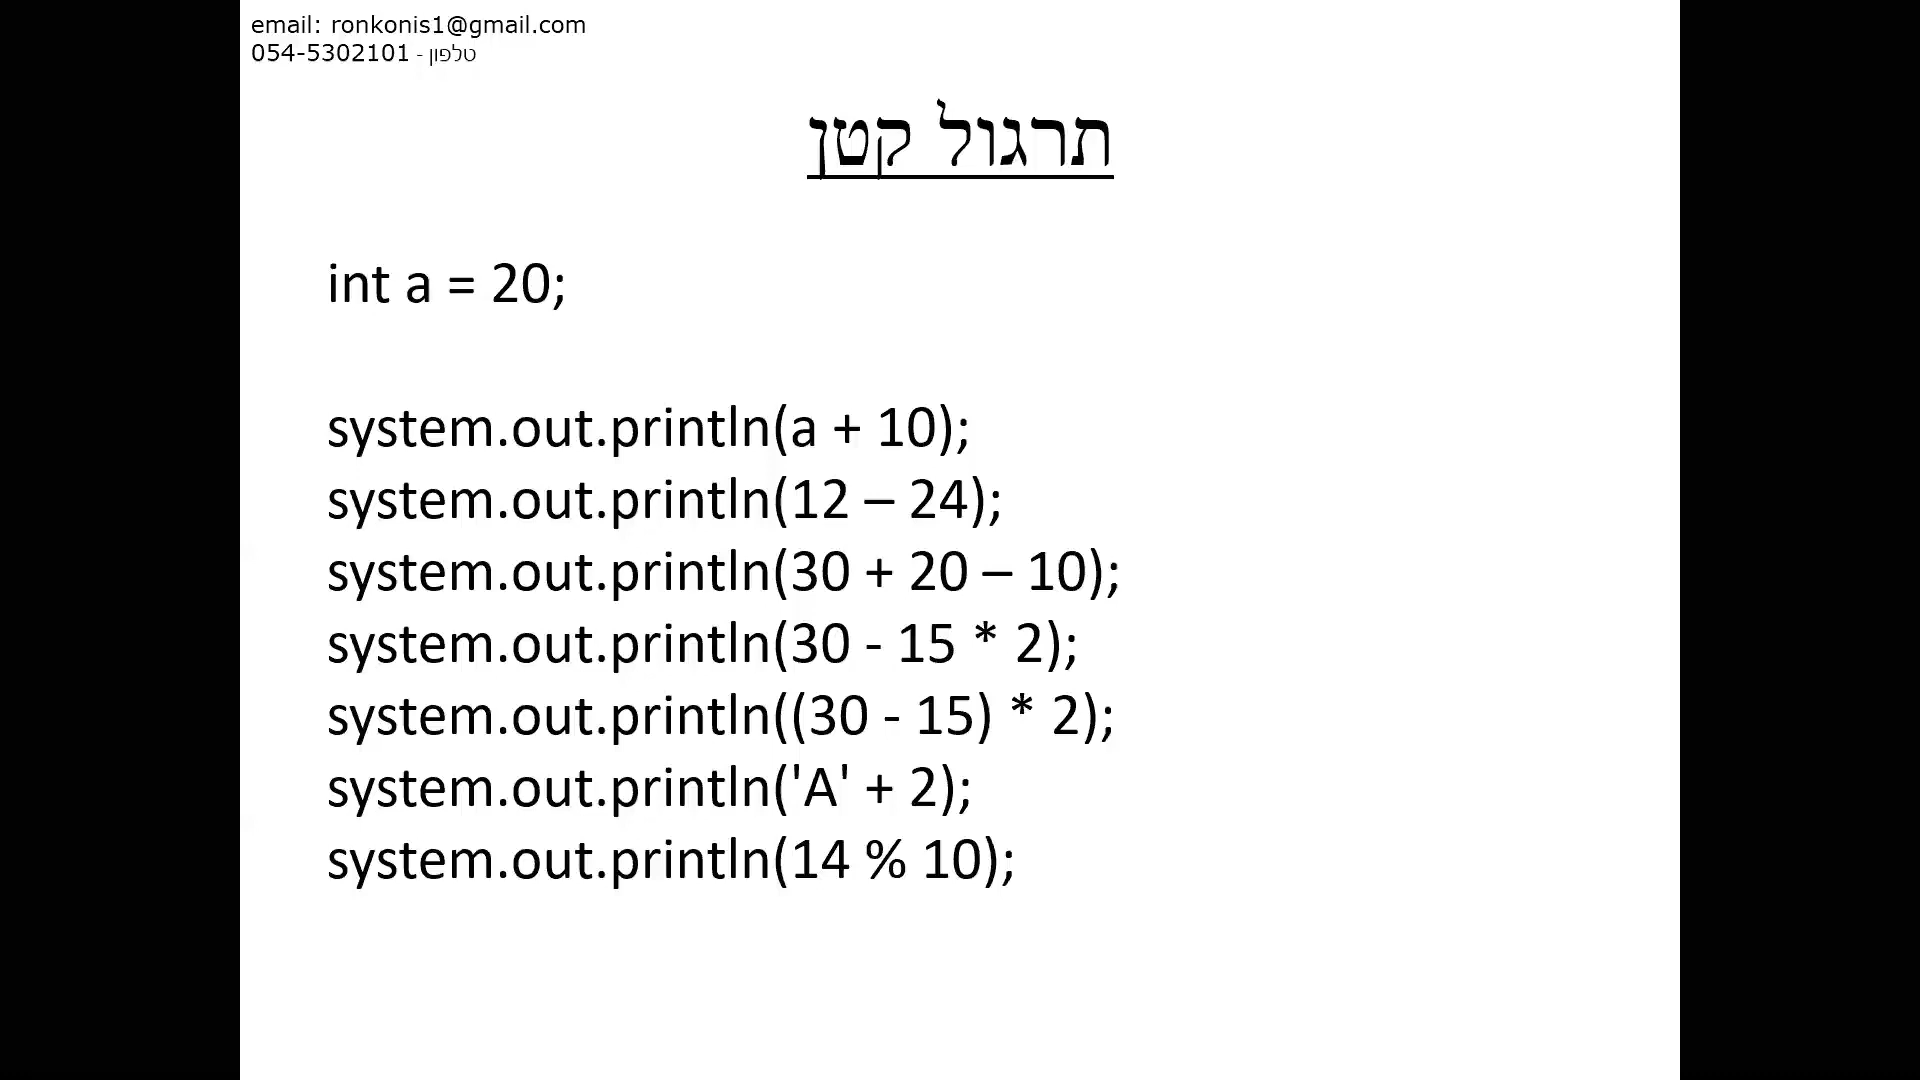 email: ronkonis1@gmail.com
טלפון - 054-5302101
תרגול קטן
int a = 20;
system.out.println(a + 10);
system.out.println(12 – 24);
system.out.println(30 + 20 – 10);
system.out.println(30 - 15 * 2);
system.out.println((30 - 15) * 2);
system.out.println('A' + 2);
system.out.println(14 % 10);